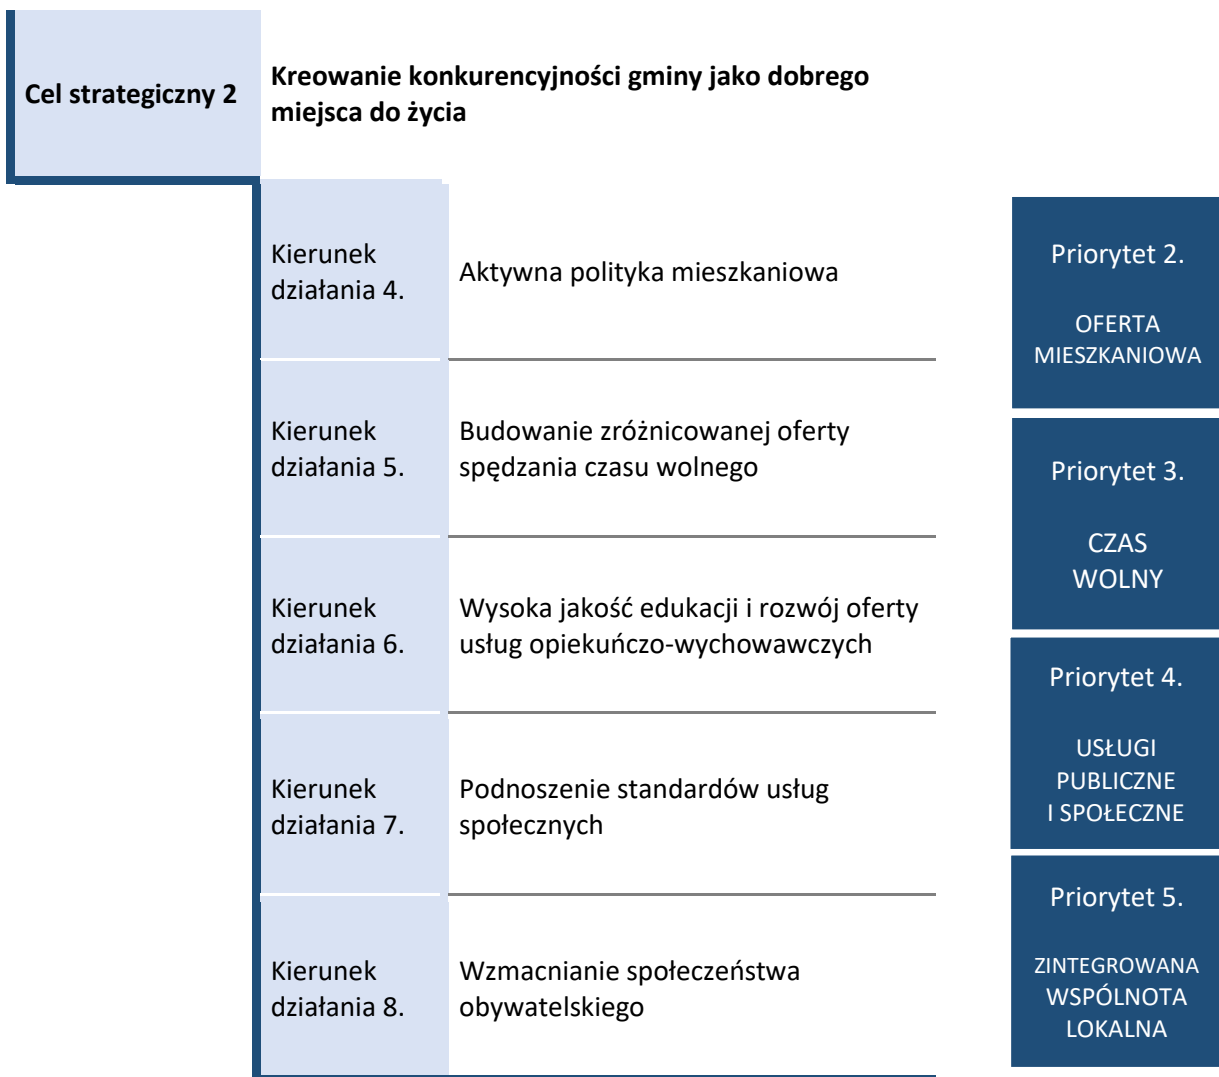 Cel strategiczny 2
Kreowanie konkurencyjności gminy jako dobrego
miejsca do życia
Kierunek
działania 4.
Aktywna polityka mieszkaniowa
Kierunek
działania 5.
Budowanie zróżnicowanej oferty
spędzania czasu wolnego
Kierunek
działania 6.
Wysoka jakość edukacji i rozwój oferty
usług opiekuńczo-wychowawczych
Kierunek
działania 7.
Podnoszenie standardów usług
społecznych
Kierunek
działania 8.
Wzmacnianie społeczeństwa
obywatelskiego
Priorytet 2.
OFERTA
MIESZKANIOWA
Priorytet 3.
CZAS
WOLNY
Priorytet 4.
USŁUGI
PUBLICZNE
I SPOŁECZNE
Priorytet 5.
ZINTEGROWANA
WSPÓLNOTA
LOKALNA